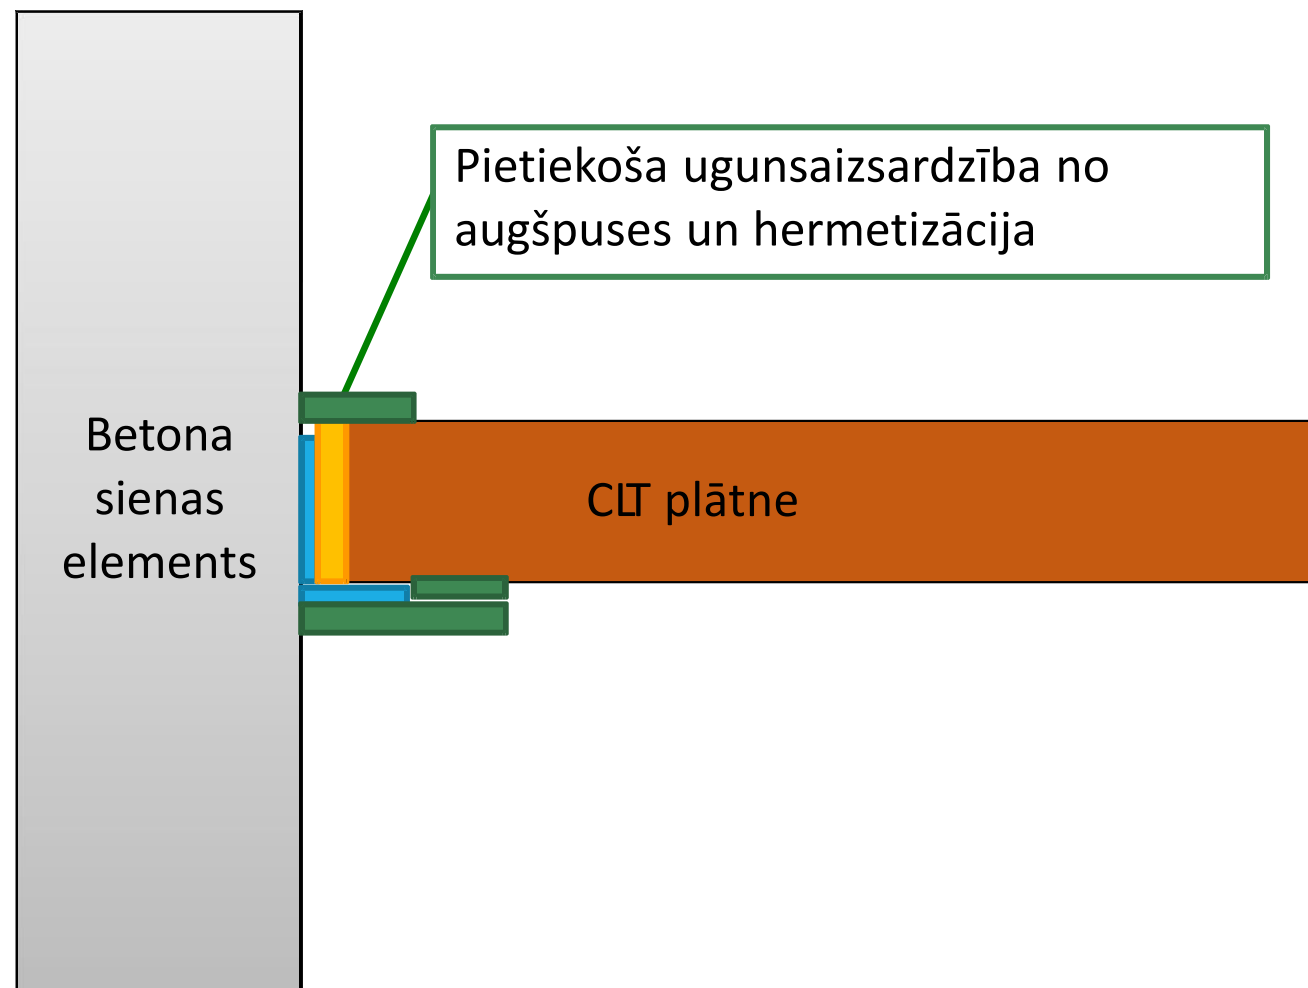 Pietiekoša ugunsaizsardzība no
augšpuses un hermetizācija
Betona
sienas
elements
CLT plātne